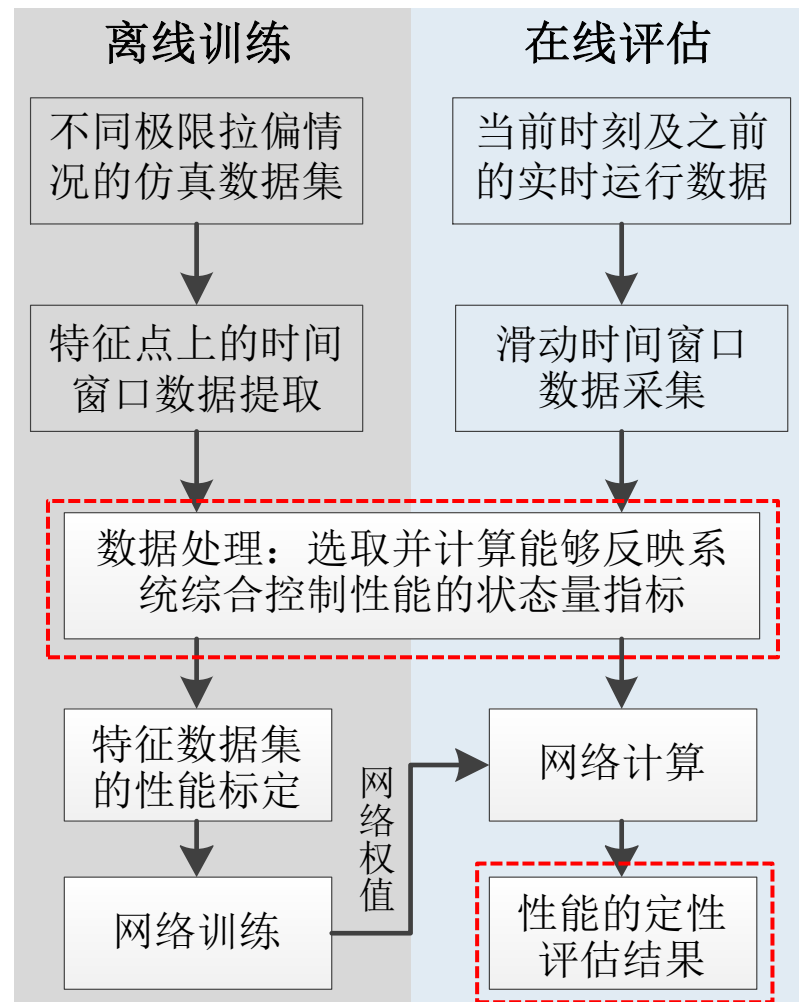 离线训练
在线评估
不同极限拉偏情
况的仿真数据集
当前时刻及之前
的实时运行数据
特征点上的时间
窗口数据提取
滑动时间窗口
数据采集
数据处理：选取并计算能够反映系
统综合控制性能的状态量指标
特征数据集
的性能标定
网络计算
网络权值
网络训练
性能的定性
评估结果